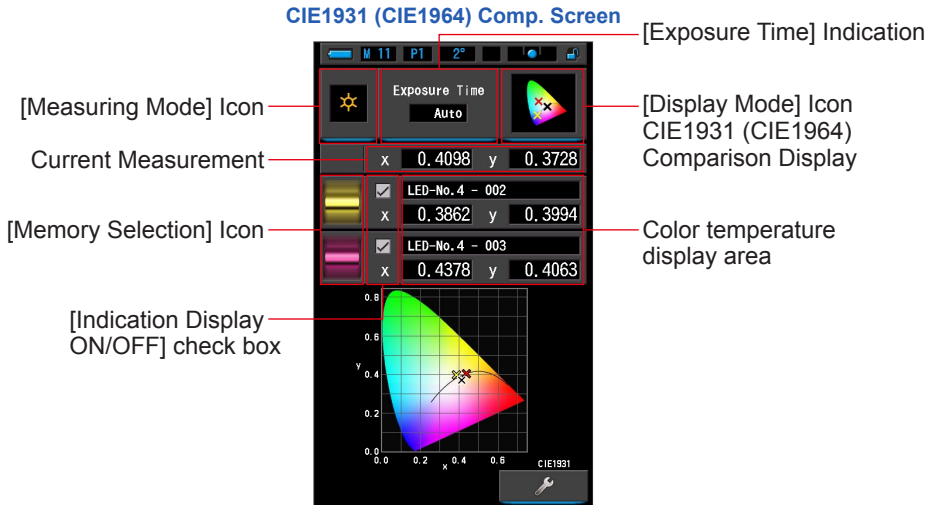 CIE1931 (CIE1964) Comp. Screen
[Exposure Time] Indication
M 11 P1 2°
[Measuring Mode] Icon
Exposure Time
Auto
[Display Mode] Icon
CIE1931 (CIE1964)
Comparison Display
Current Measurement
x 0.4098 y 0.3728
LED-No.4 - 002
x 0.3862 y 0.3994
[Memory Selection] Icon
LED-No.4 - 003
x 0.4378 y 0.4063
Color temperature
display area
[Indication Display
ON/OFF] check box
0.8
0.6
y
0.4
0.2
0.0
0.0 0.2 x 0.4 0.6
CIE1931